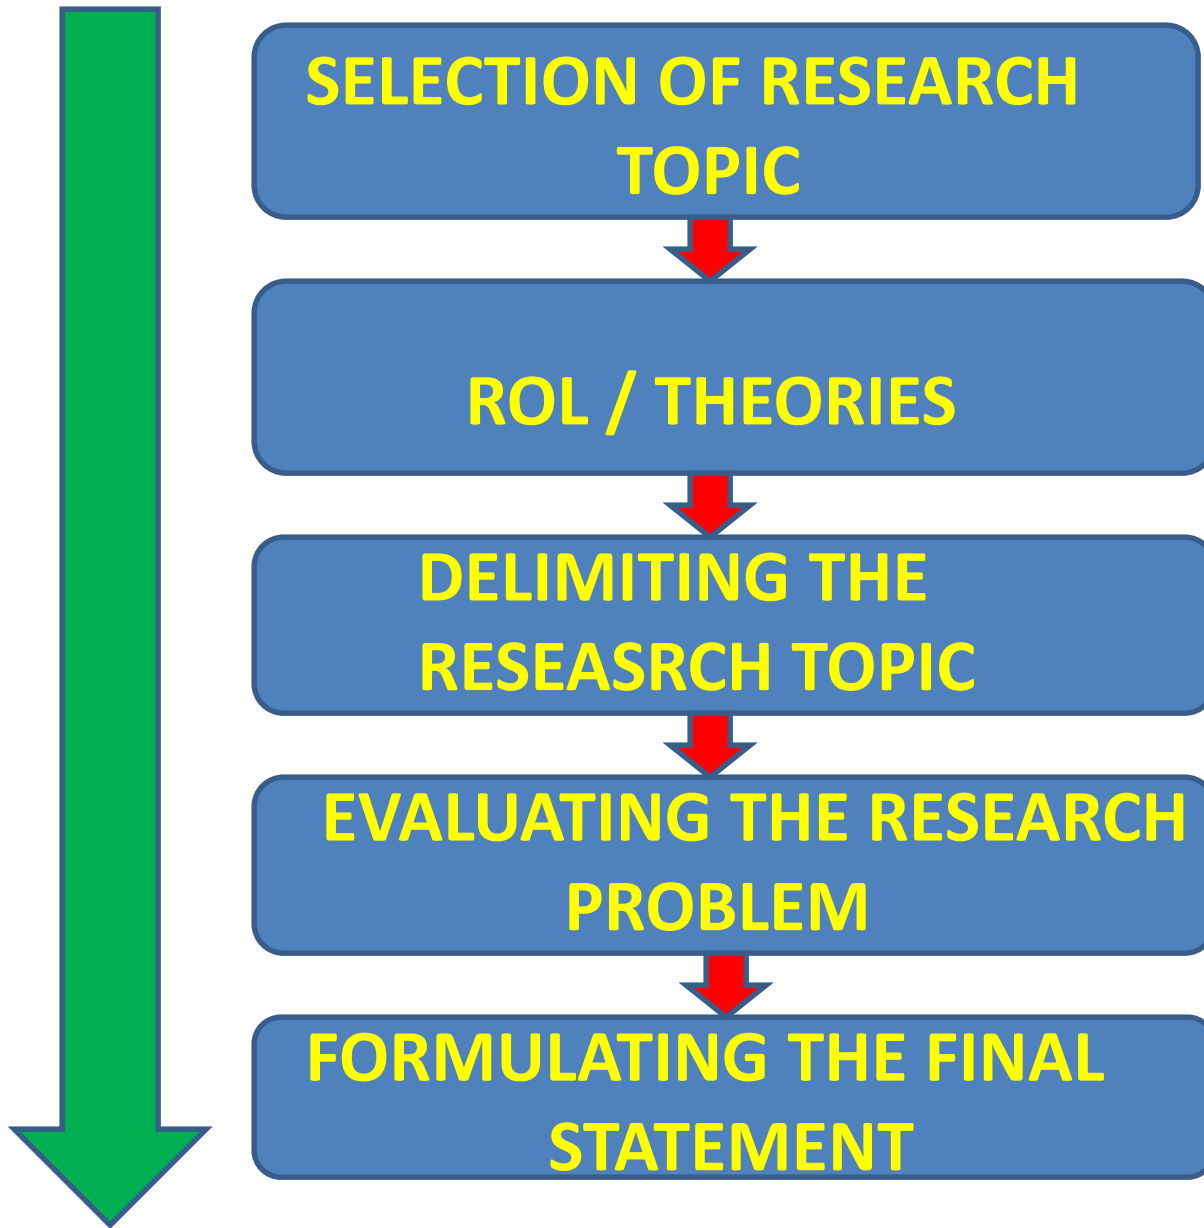 SELECTION OF RESEARCH
TOPIC
ROL / THEORIES
DELIMITING THE
RESEASRCH TOPIC
EVALUATING THE RESEARCH
PROBLEM
FORMULATING THE FINAL
STATEMENT